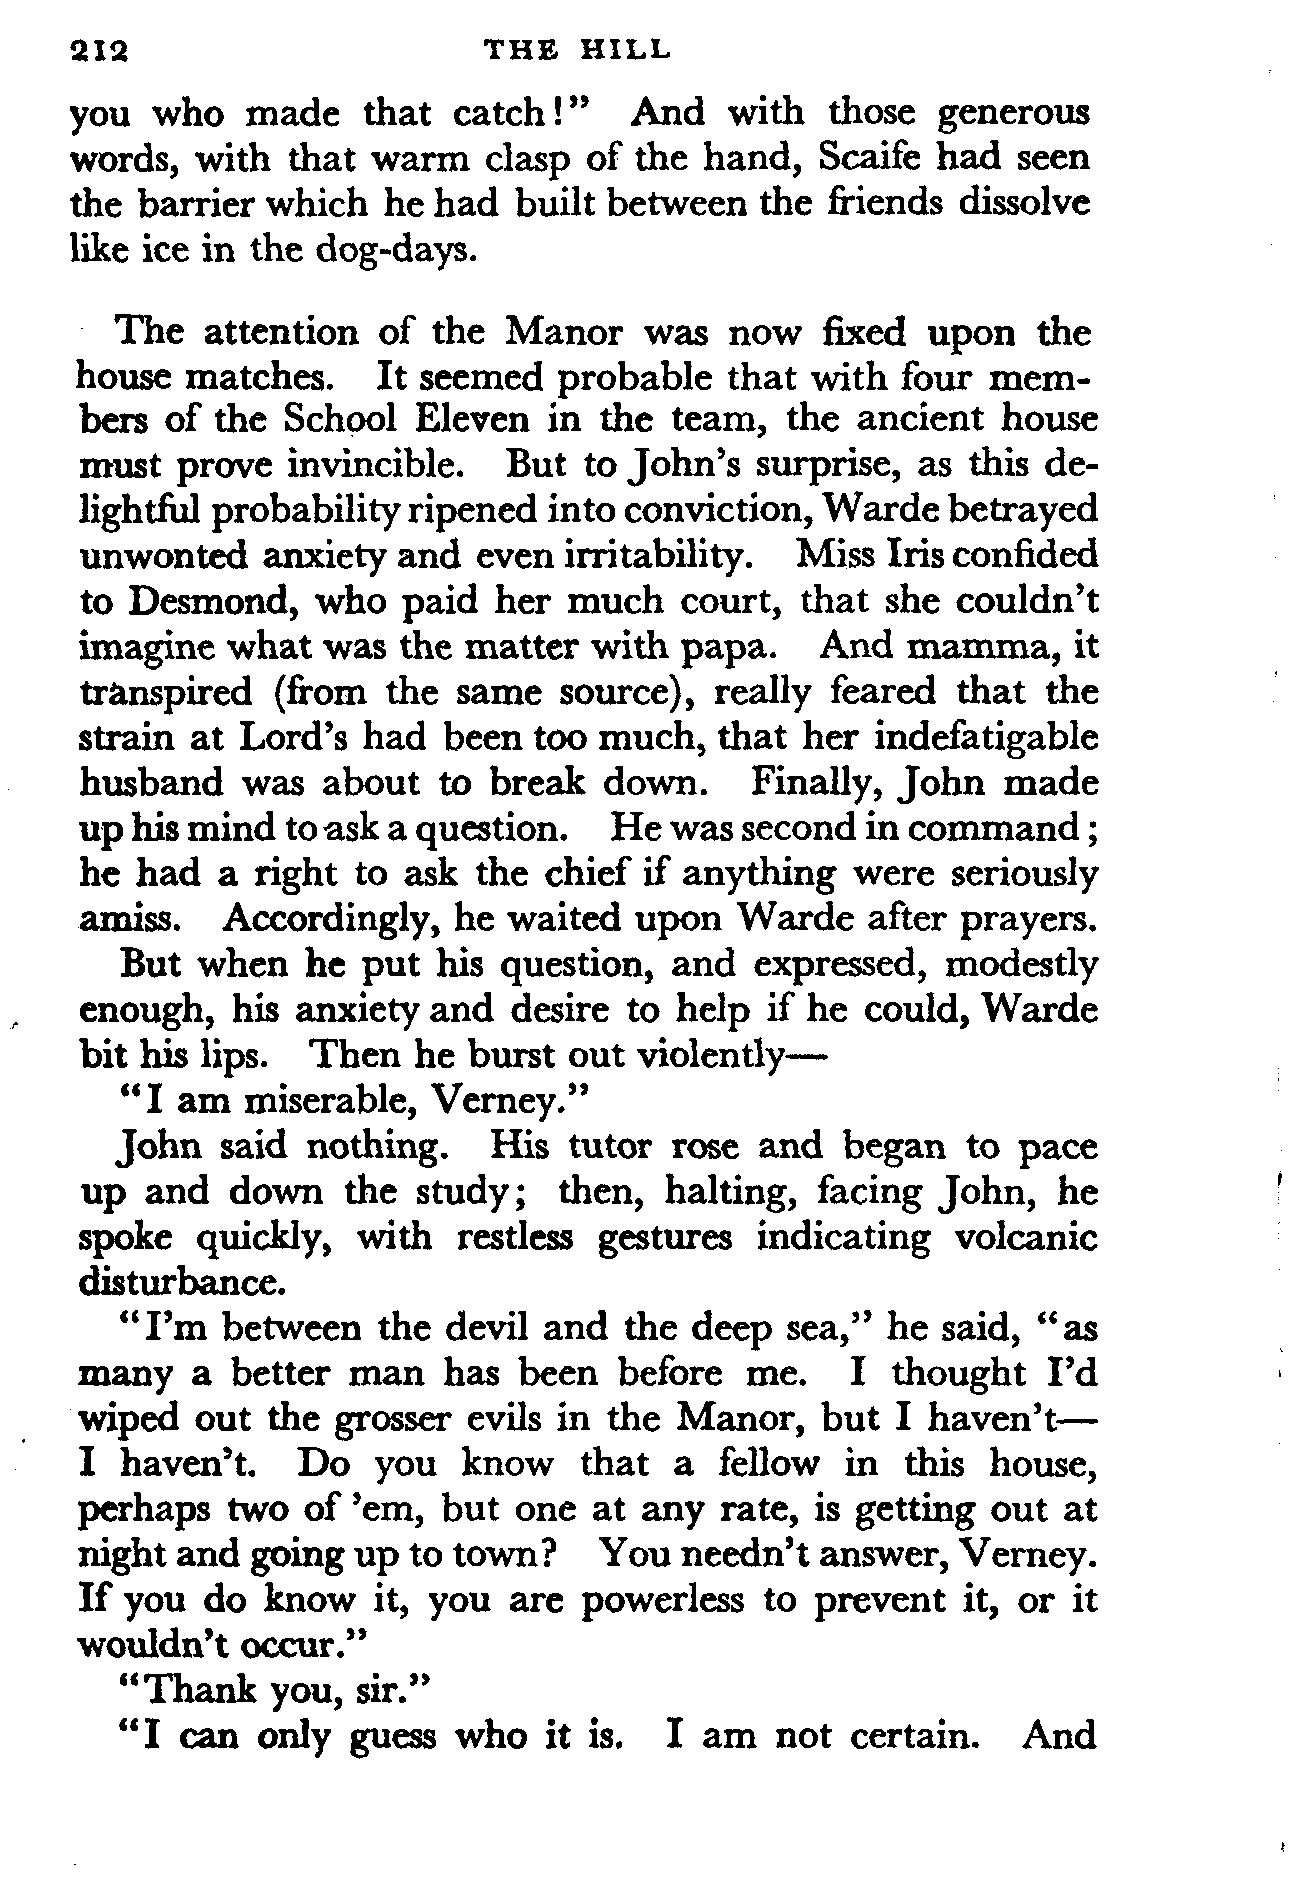 212 THE HILL
you who made that catch!” And with those generous
words, with that warm clasp of the hand, Scaife had seen
the barrier which he had built between the friends dissolve
like ice in the dog-days.
The attention of the Manor was now fixed upon the
house matches. It seemed probable that with four mem-
bers of the School Eleven in the team, the ancient house
must prove invincible. But to John’s surprise, as this de-
lightful probability ripened into conviction, Warde betrayed
unwonted anxiety and even irritability. Miss Iris confided
to Desmond, who paid her much court, that she couldn’t
imagine what was the matter with papa. And mamma, it
transpired (from the same source), really feared that the
strain at Lord’s had been too much, that her indefatigable
husband was about to break down. Finally, John made
up his mind to ask a question. He was second in command;
he had a right to ask the chief if anything were seriously
amiss. Accordingly, he waited upon Warde after prayers.
But when he put his question, and expressed, modestly
enough, his anxiety and desire to help if he could, Warde
bit his lips. Then he burst out violently—
“I am miserable, Verney.”
John said nothing. His tutor rose and began to pace
up and down the study; then, halting, facing John, he
spoke quickly, with restless gestures indicating volcanic
disturbance.
“I’m between the devil and the deep sea,” he said, “as
many a better man has been before me. I thought I’d
wiped out the grosser evils in the Manor, but I haven’t—
I haven’t. Do you know that a fellow in this house,
perhaps two of ’em, but one at any rate, is getting out at
night and going up to town? You needn’t answer, Verney.
If you do know it, you are powerless to prevent it, or it
wouldn’t occur.”
“Thank you, sir.”
“I can only guess who it is. I am not certain. And